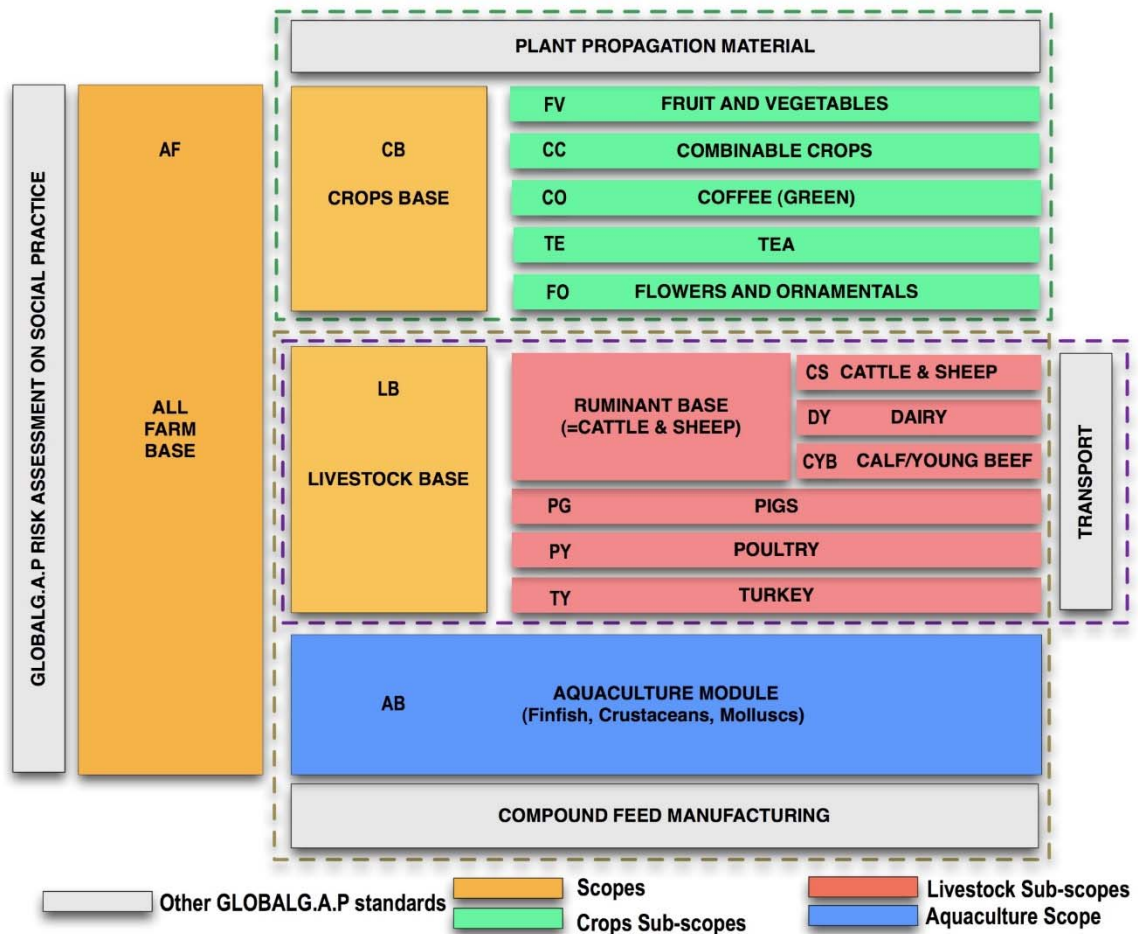 PLANT PROPAGATION MATERIAL
GLOBALG.A.P RISK ASSESSMENT ON SOCIAL PRACTICE
AF
ALL
FARM
BASE
CB
CROPS BASE
FV FRUIT AND VEGETABLES
CC COMBINABLE CROPS
CO COFFEE (GREEN)
TE TEA
FO FLOWERS AND ORNAMENTALS
LB
LIVESTOCK BASE
RUMINANT BASE
(=CATTLE & SHEEP)
CS CATTLE & SHEEP
DY DAIRY
CYB CALF/YOUNG BEEF
PG PIGS
PY POULTRY
TY TURKEY
TRANSPORT
AB
AQUACULTURE MODULE
(Finfish, Crustaceans, Molluscs)
COMPOUND FEED MANUFACTURING
Other GLOBALG.A.P standards
Scopes
Crops Sub-scopes
Livestock Sub-scopes
Aquaculture Scope